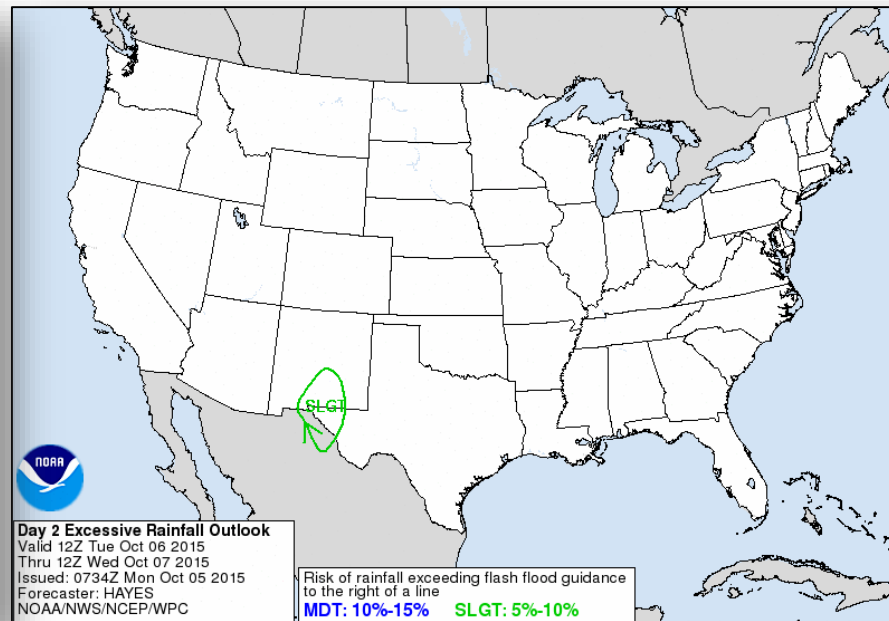 SLGT
NOAA
Day 2 Excessive Rainfall Outlook
Valid 12Z Tue Oct 06 2015
Thru 12Z Wed Oct 07 2015
Issued: 0734Z Mon Oct 05 2015
Forecaster: HAYES
NOAA/NWS/NCEP/WPC
Risk of rainfall exceeding flash flood guidance
to the right of a line
MDT: 10%-15% SLGT: 5%-10%